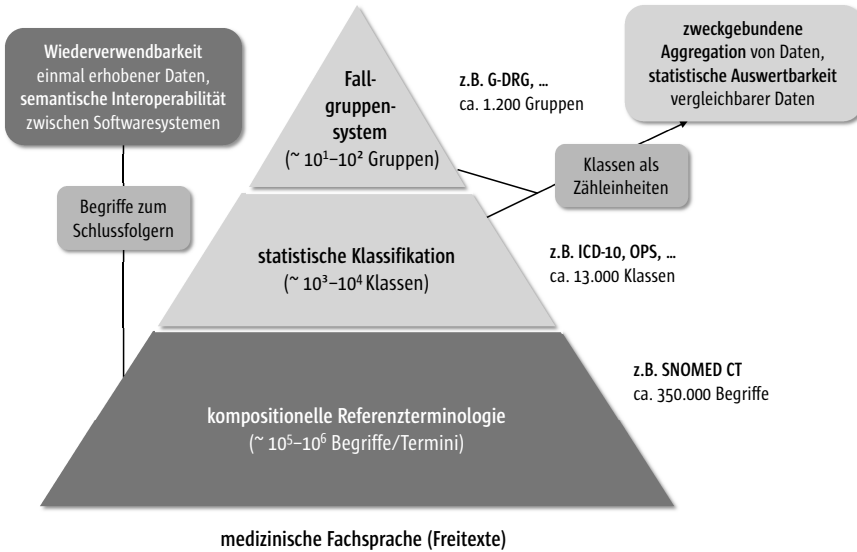 Wiederverwendbarkeit
einmal erhobener Daten,
semantische Interoperabilität
zwischen Softwaresystemen
Begriffe zum
Schlussfolgern
Fall-
gruppen-
system
(~ 10¹–10² Gruppen)
z.B. G-DRG, ...
ca. 1.200 Gruppen
zweckgebundene
Aggregation von Daten,
statistische Auswertbarkeit
vergleichbarer Daten
Klassen als
Zähleinheiten
statistische Klassifikation
(~ 10³–10⁴ Klassen)
z.B. ICD-10, OPS, ...
ca. 13.000 Klassen
kompositionelle Referenzterminologie
(~ 10⁵–10⁶ Begriffe/Termini)
z.B. SNOMED CT
ca. 350.000 Begriffe
medizinische Fachsprache (Freitexte)